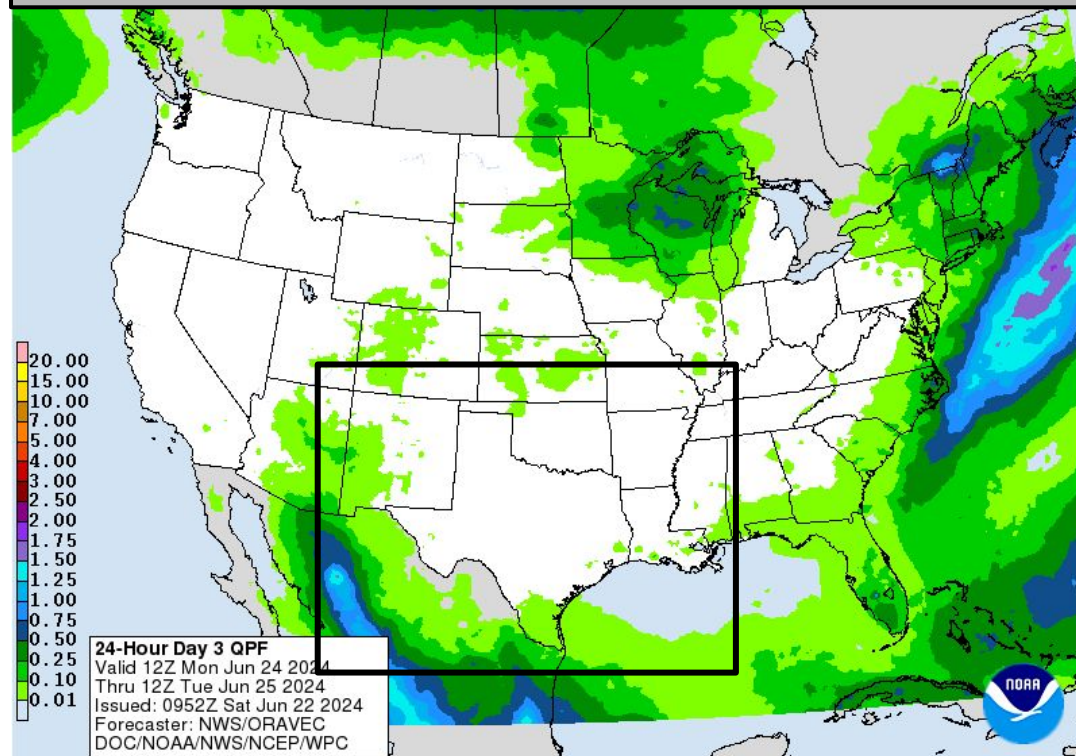 20.00
15.00
10.00
7.00
5.00
4.00
3.00
2.50
2.00
1.75
1.50
1.25
1.00
0.75
0.50
0.25
0.10
0.01
24-Hour Day 3 QPF
Valid 12Z Mon Jun 24 2024
Thru 12Z Tue Jun 25 2024
Issued: 0952Z Sat Jun 22 2024
Forecaster: NWS/ORAVEC
DOC/NOAA/NWS/NCEP/WPC
NOAA